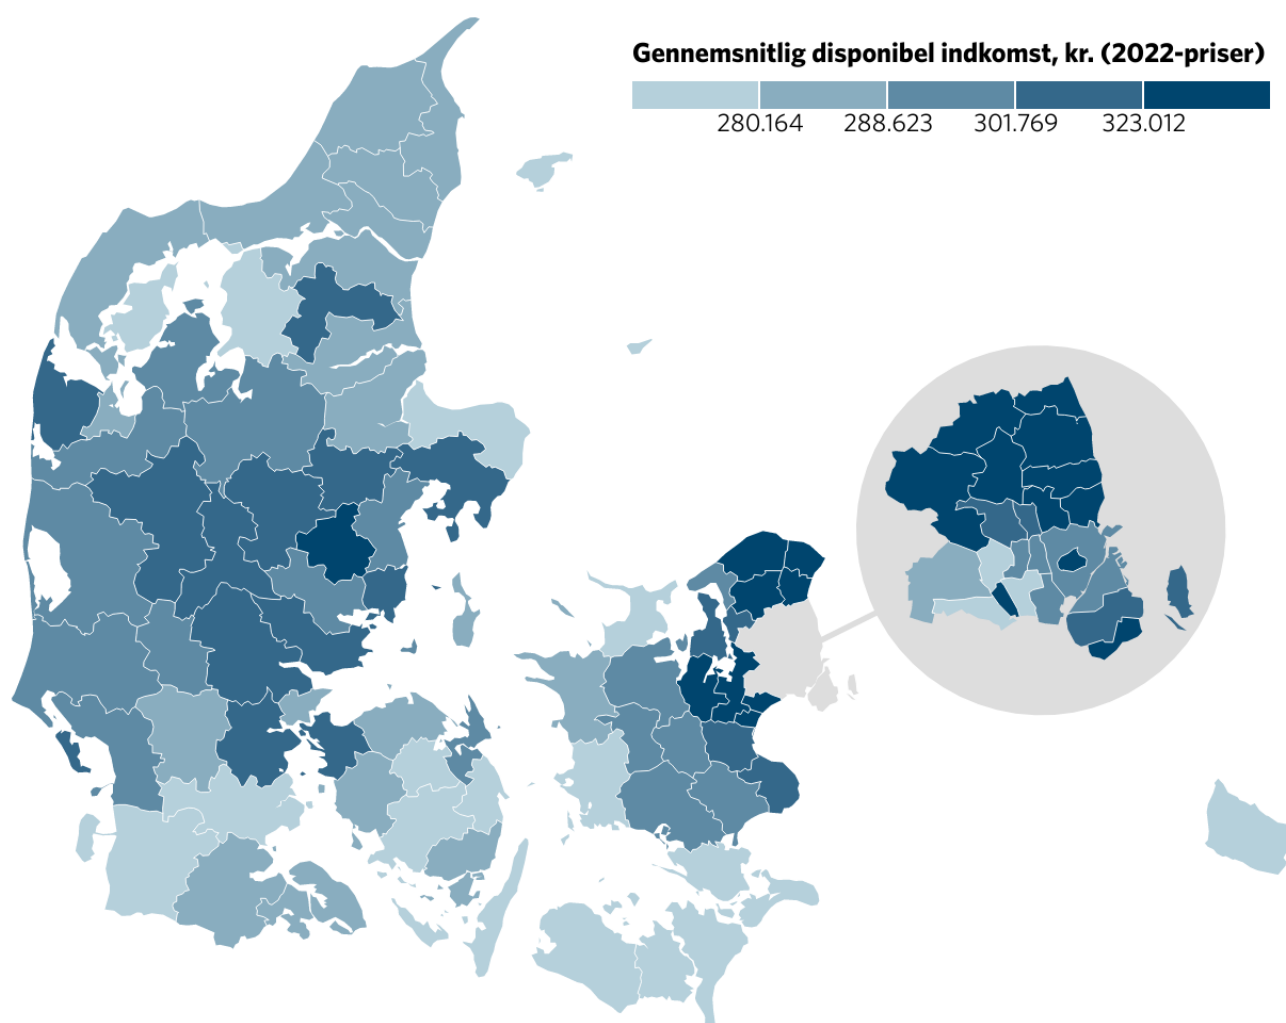 Gennemsnitlig disponibel indkomst, kr. (2022-priser)
280.164 288.623 301.769 323.012